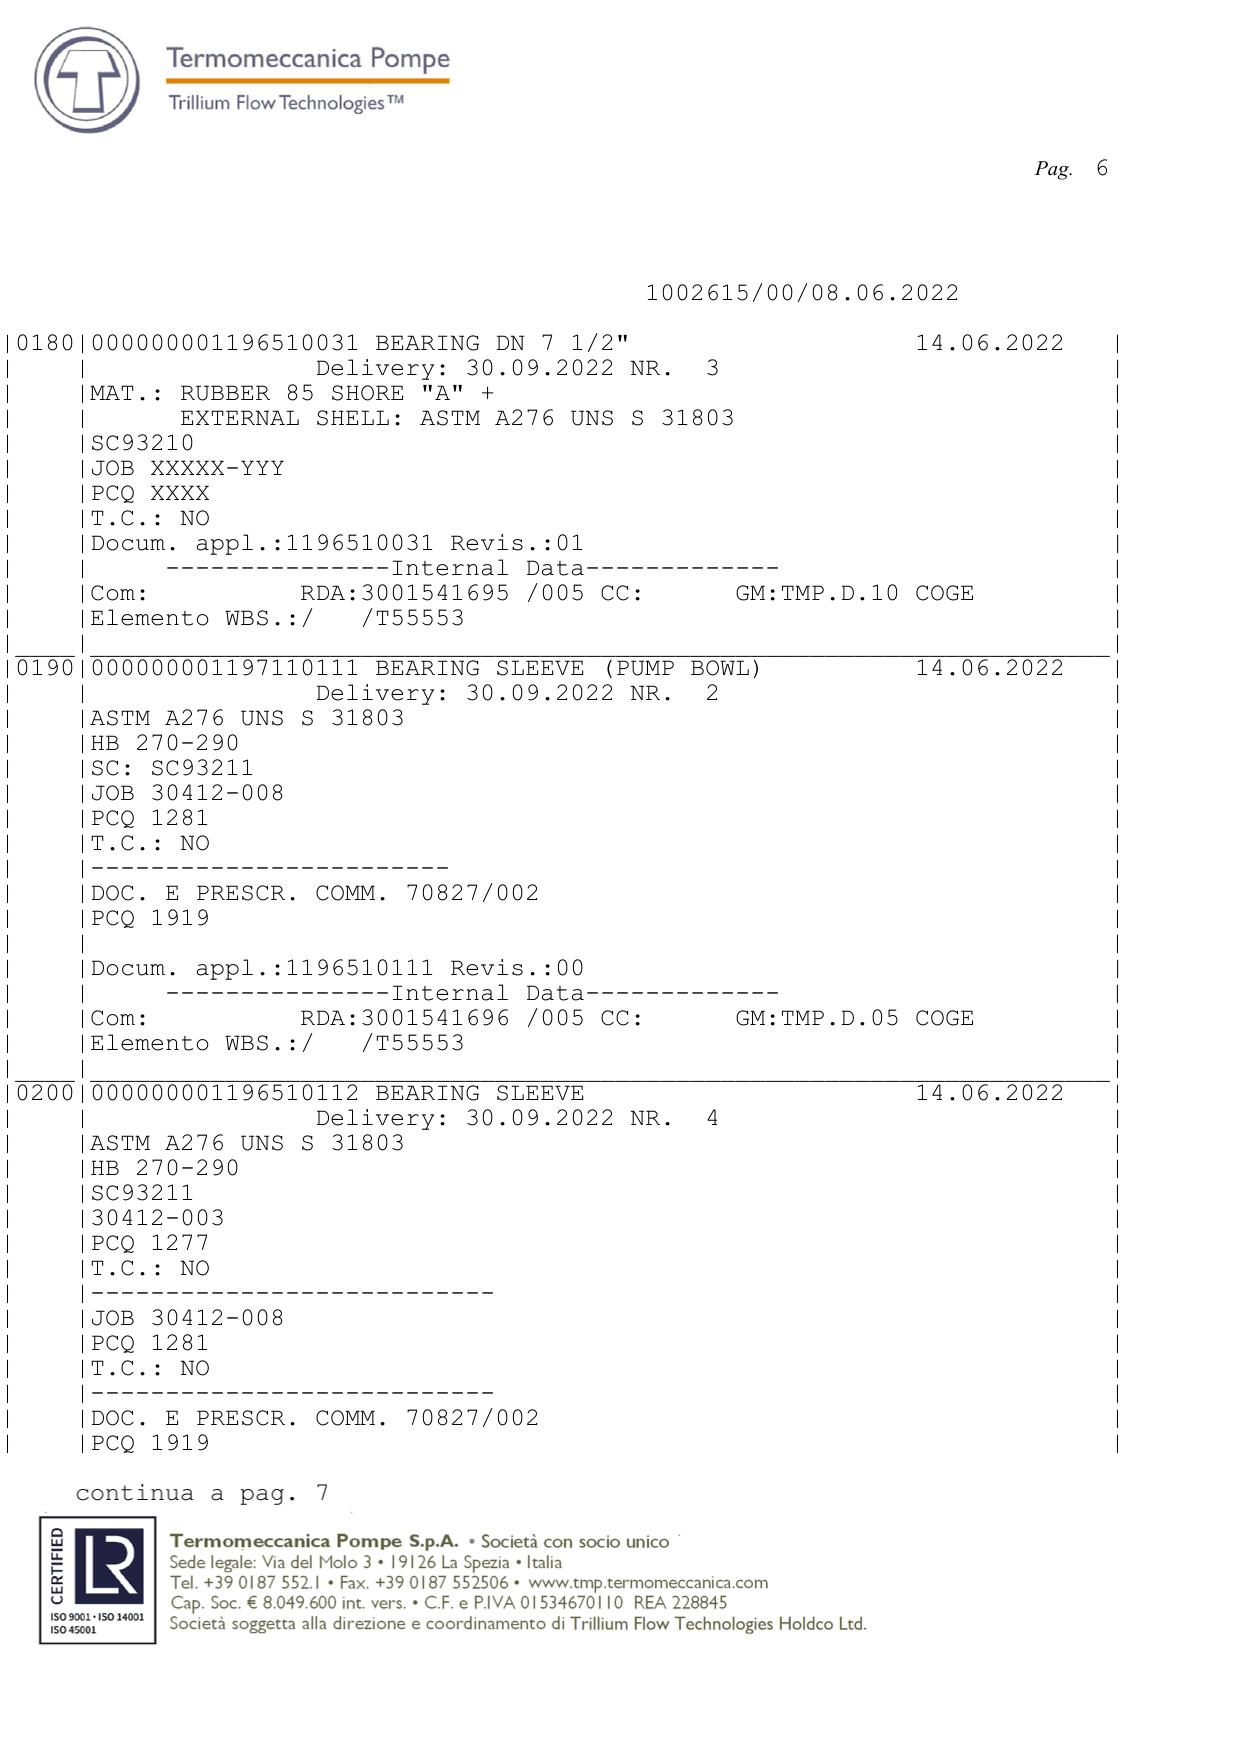 Termomeccanica Pompe
Trillium Flow Technologies™
Pag. 6
1002615/00/08.06.2022
|0180|000000001196510031 BEARING DN 7 1/2" 14.06.2022 |
| | Delivery: 30.09.2022 NR. 3 |
| |MAT.: RUBBER 85 SHORE "A" + |
| | EXTERNAL SHELL: ASTM A276 UNS S 31803 |
| |SC93210 |
| |JOB XXXXX-YYY |
| |PCQ XXXX |
| |T.C.: NO |
| |Docum. appl.:1196510031 Revis.:01 |
| | ---------------Internal Data------------- |
| |Com: RDA:3001541695 /005 CC: GM:TMP.D.10 COGE |
| |Elemento WBS.:/ /T55553 |
|____|____________________________________________________________________|
|0190|000000001197110111 BEARING SLEEVE (PUMP BOWL) 14.06.2022 |
| | Delivery: 30.09.2022 NR. 2 |
| |ASTM A276 UNS S 31803 |
| |HB 270-290 |
| |SC: SC93211 |
| |JOB 30412-008 |
| |PCQ 1281 |
| |T.C.: NO |
| |------------------------ |
| |DOC. E PRESCR. COMM. 70827/002 |
| |PCQ 1919 |
| | |
| |Docum. appl.:1196510111 Revis.:00 |
| | ---------------Internal Data------------- |
| |Com: RDA:3001541696 /005 CC: GM:TMP.D.05 COGE |
| |Elemento WBS.:/ /T55553 |
|____|____________________________________________________________________|
|0200|000000001196510112 BEARING SLEEVE 14.06.2022 |
| | Delivery: 30.09.2022 NR. 4 |
| |ASTM A276 UNS S 31803 |
| |HB 270-290 |
| |SC93211 |
| |30412-003 |
| |PCQ 1277 |
| |T.C.: NO |
| |--------------------------- |
| |JOB 30412-008 |
| |PCQ 1281 |
| |T.C.: NO |
| |--------------------------- |
| |DOC. E PRESCR. COMM. 70827/002 |
| |PCQ 1919 |
continua a pag. 7
CERTIFIED
LR
ISO 9001 • ISO 14001
ISO 45001
Termomeccanica Pompe S.p.A. • Società con socio unico
Sede legale: Via del Molo 3 • 19126 La Spezia • Italia
Tel. +39 0187 552.1 • Fax. +39 0187 552506 • www.tmp.termomeccanica.com
Cap. Soc. € 8.049.600 int. vers. • C.F. e P.IVA 01534670110 REA 228845
Società soggetta alla direzione e coordinamento di Trillium Flow Technologies Holdco Ltd.